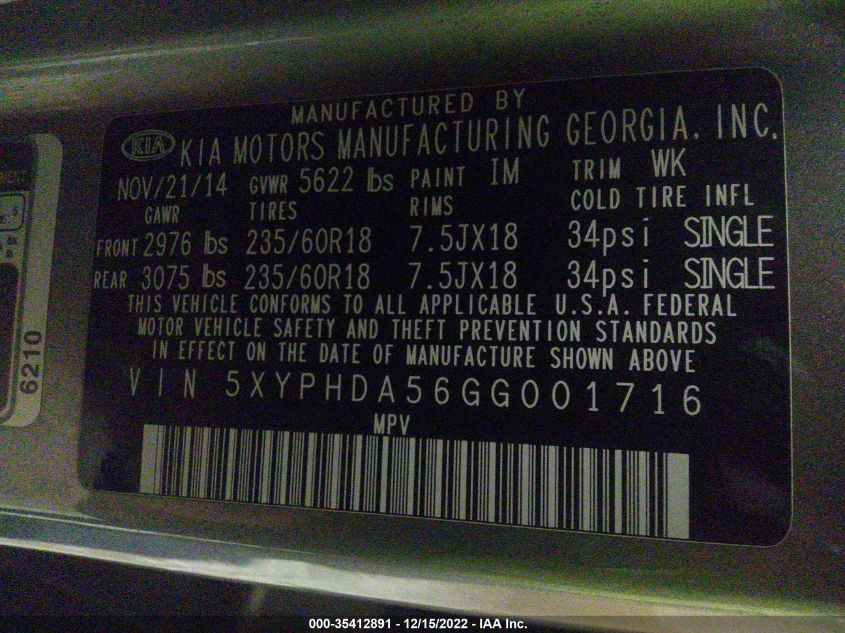 MANUFACTURED BY
KIA KIA MOTORS MANUFACTURING GEORGIA, INC.
NOV/21/14 GVWR 5622 lbs PAINT IM TRIM WK
GAWR TIRES RIMS COLD TIRE INFL
FRONT 2976 lbs 235/60R18 7.5JX18 34psi SINGLE
REAR 3075 lbs 235/60R18 7.5JX18 34psi SINGLE
THIS VEHICLE CONFORMS TO ALL APPLICABLE U.S.A. FEDERAL
MOTOR VEHICLE SAFETY AND THEFT PREVENTION STANDARDS
IN EFFECT ON THE DATE OF MANUFACTURE SHOWN ABOVE
VIN 5XYPHDA56GG001716
MPV
6210
000-35412891 - 12/15/2022 - IAA Inc.